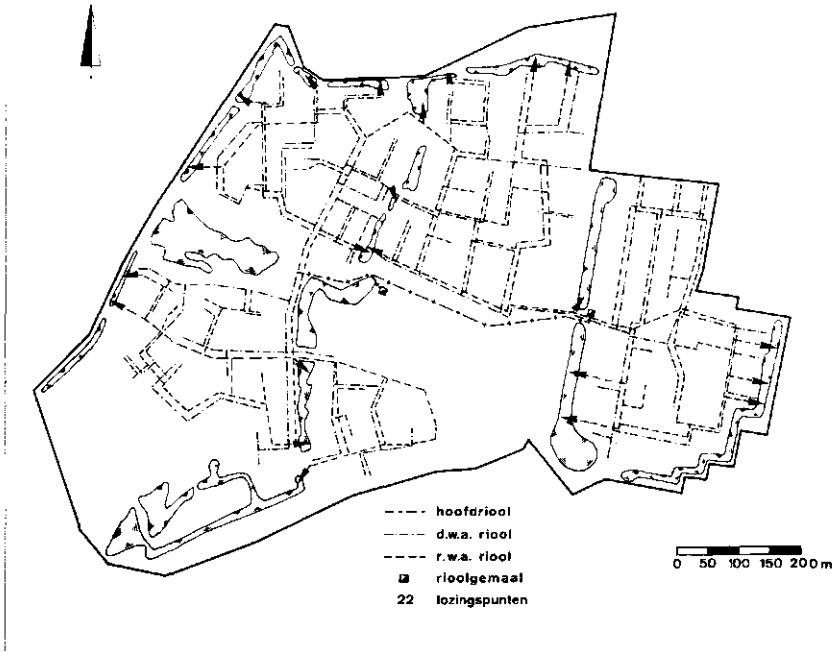 hoofdriool
d.w.a. riool
r.w.a. riool
rioolgemaal
22 lozingspunten
0 50 100 150 200 m